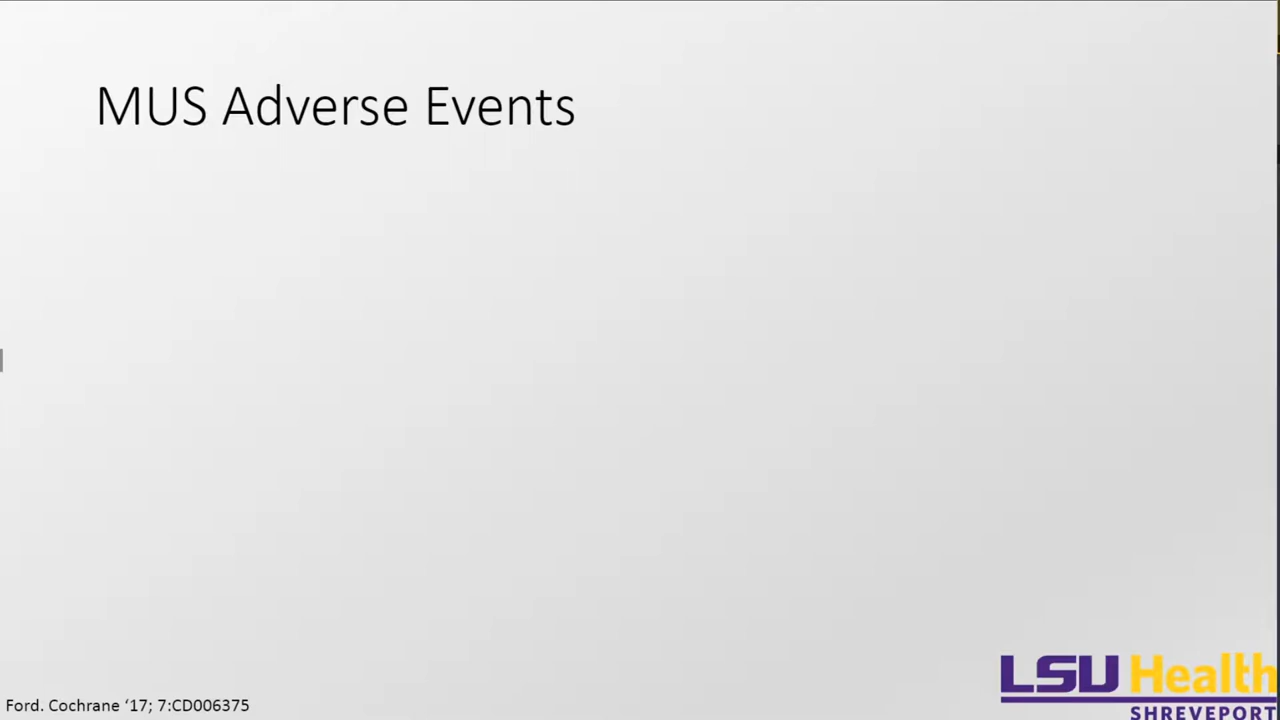 MUS Adverse Events
Ford. Cochrane ‘17; 7:CD006375
LSU Health
SHREVEPORT